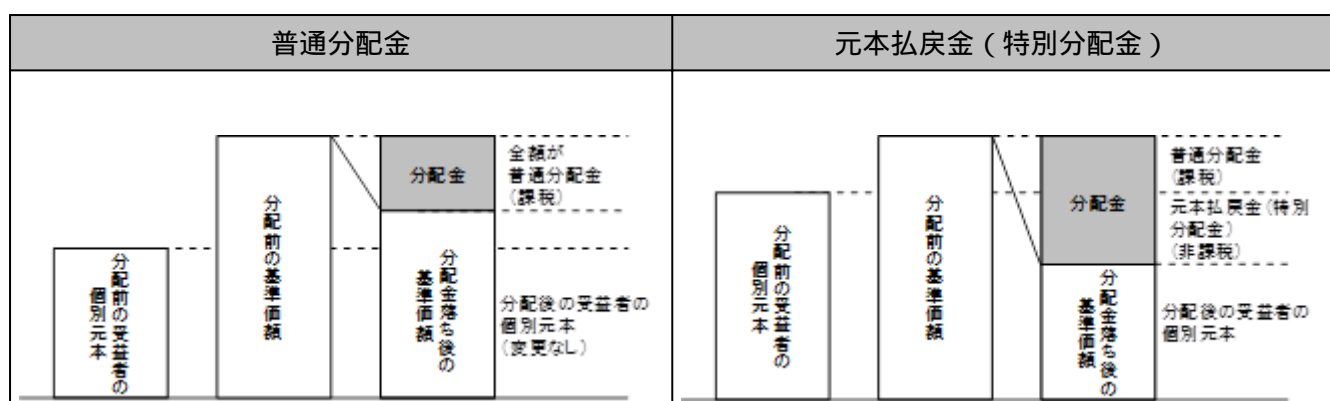 普通分配金
元本払戻金（特別分配金）
分配前の受益者の
個別元本
分配前の基準価額
分配金
分配金落ち後の
基準価額
全額が
普通分配金
(課税)
分配後の受益者の
個別元本
(変更なし)
分配前の受益者の
個別元本
分配前の基準価額
分配金
分配金落ち後の
基準価額
普通分配金
(課税)
元本払戻金(特別
分配金)
(非課税)
分配後の受益者の
個別元本